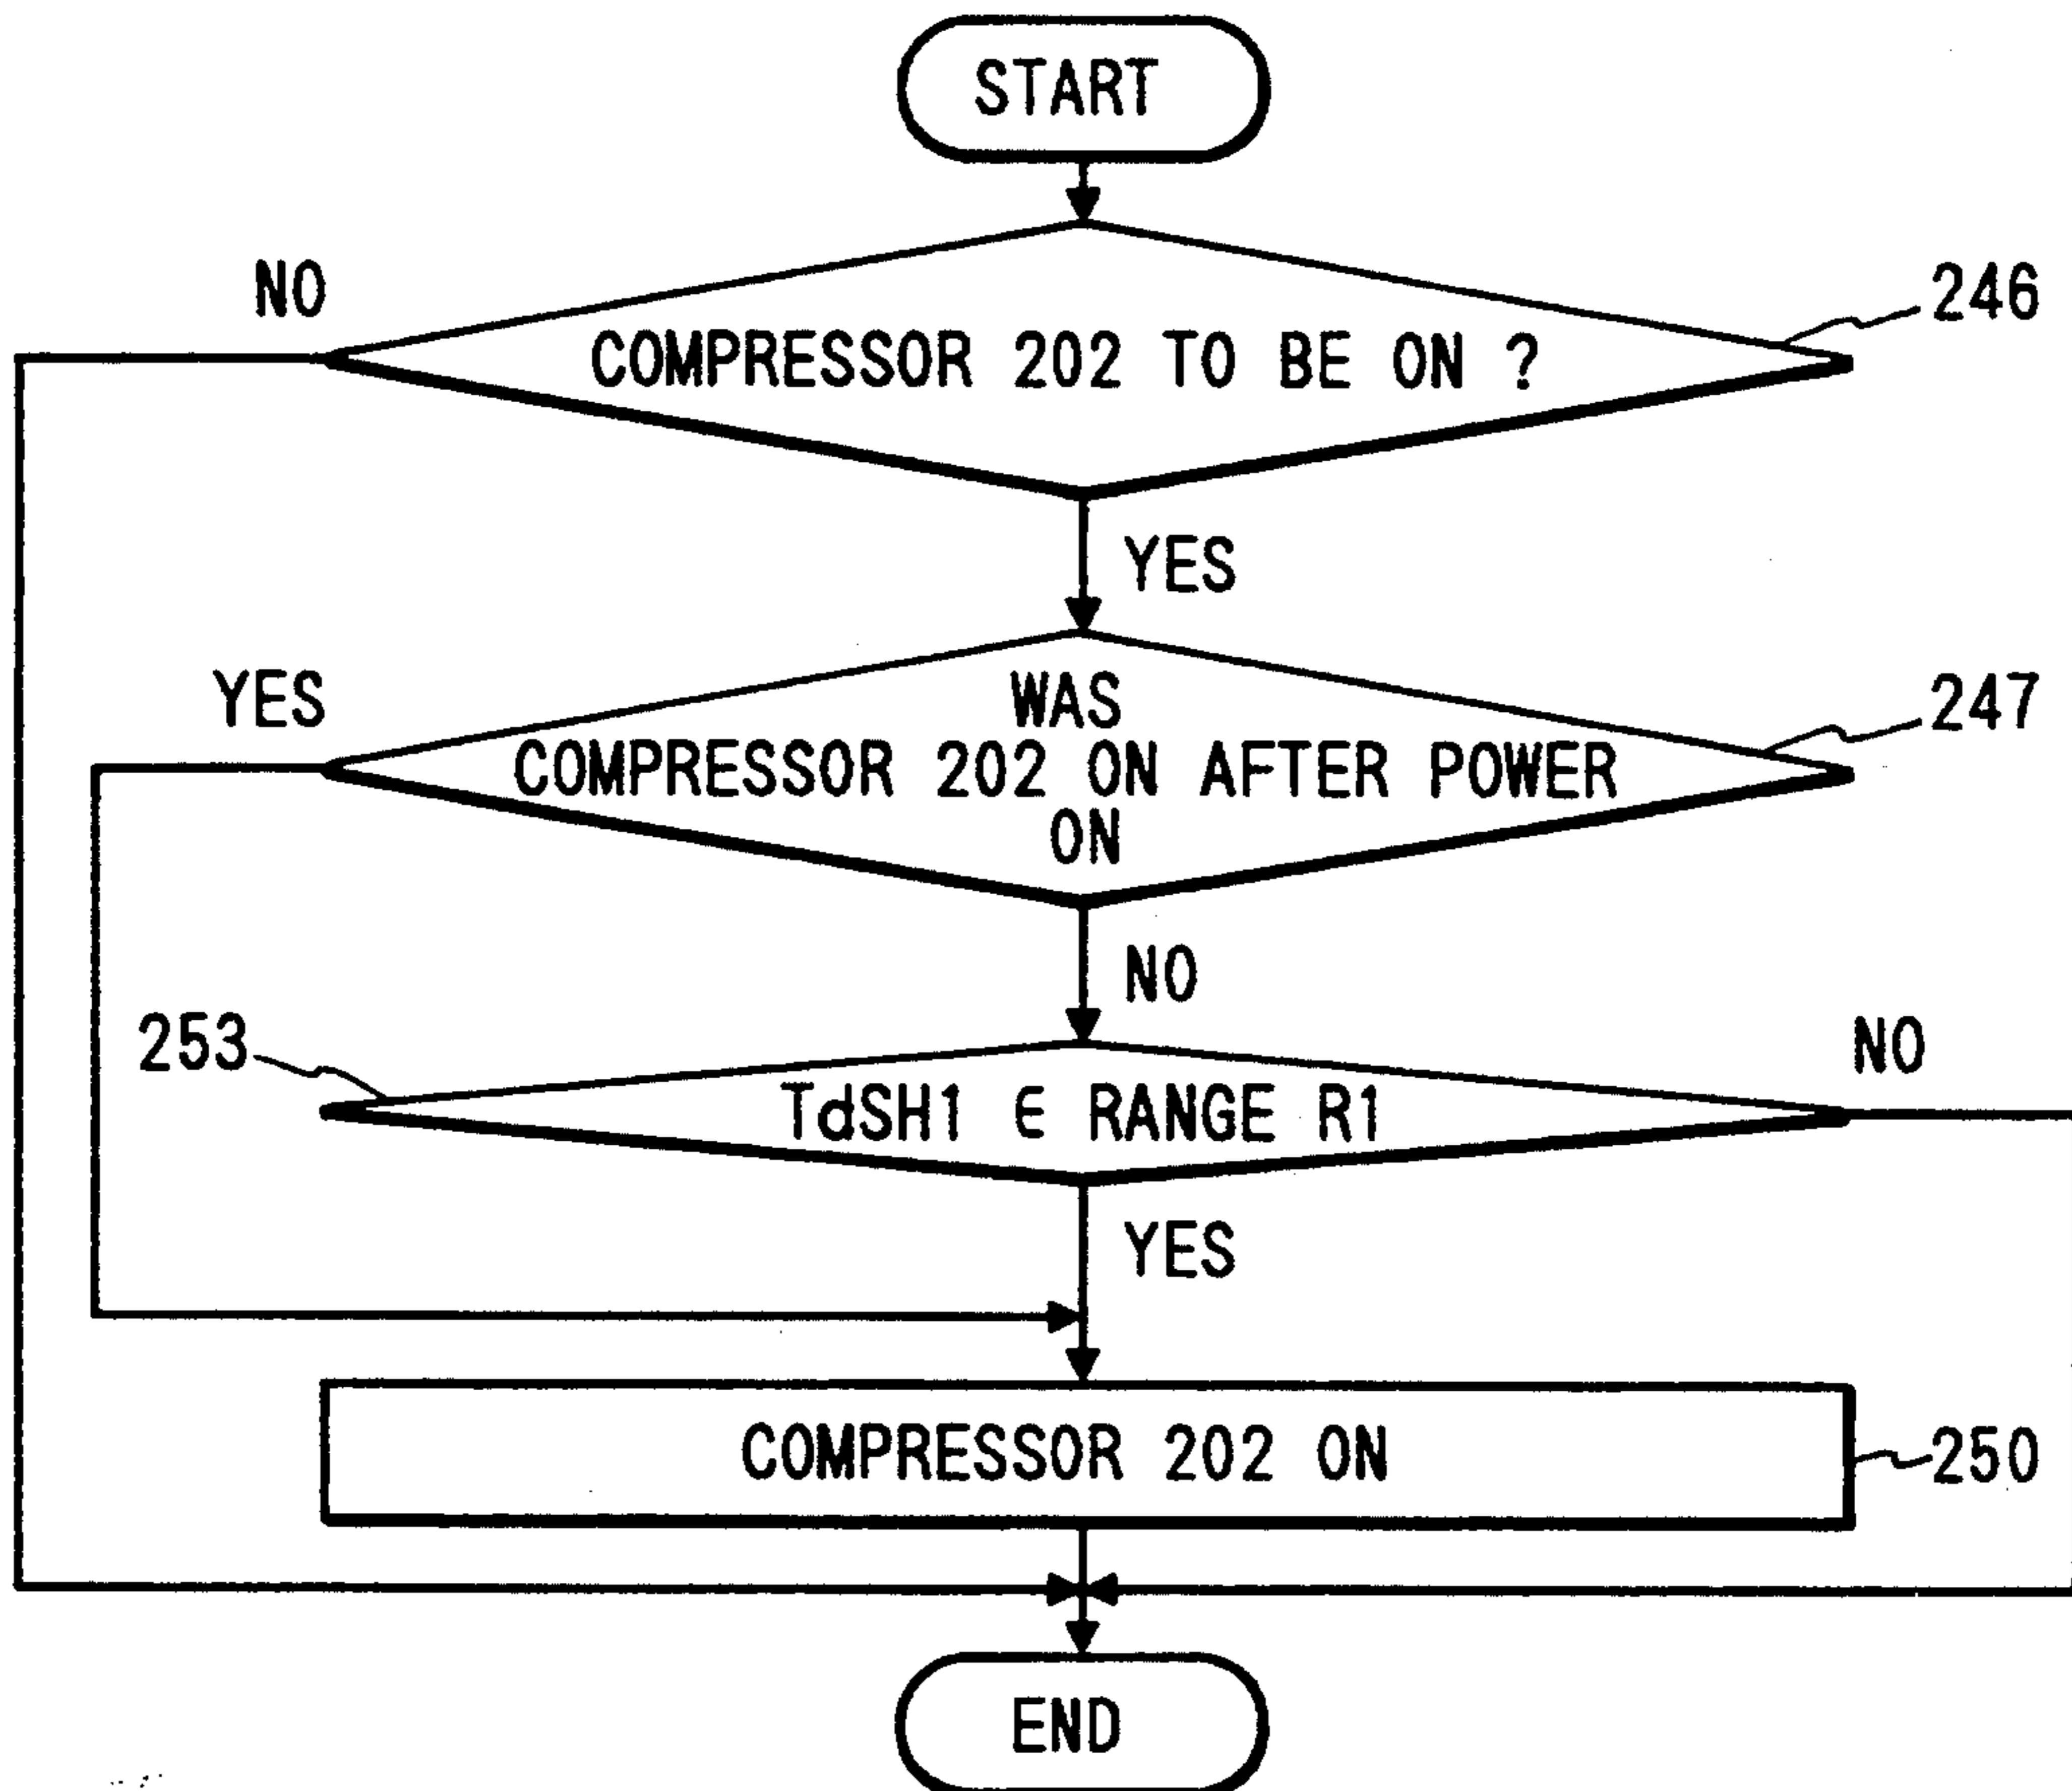 START
NO
246
COMPRESSOR 202 TO BE ON ?
YES
YES
WAS
247
COMPRESSOR 202 ON AFTER POWER
ON
NO
253
NO
TdSH1 ∈ RANGE R1
YES
COMPRESSOR 202 ON
250
END